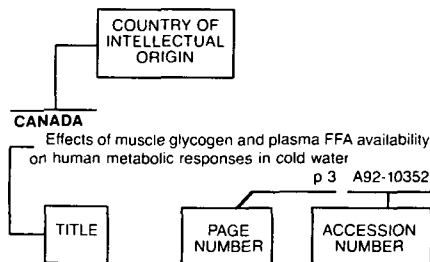 COUNTRY OF
INTELLECTUAL
ORIGIN
CANADA
Effects of muscle glycogen and plasma FFA availability
on human metabolic responses in cold water
p 3 A92-10352
TITLE
PAGE
NUMBER
ACCESSION
NUMBER